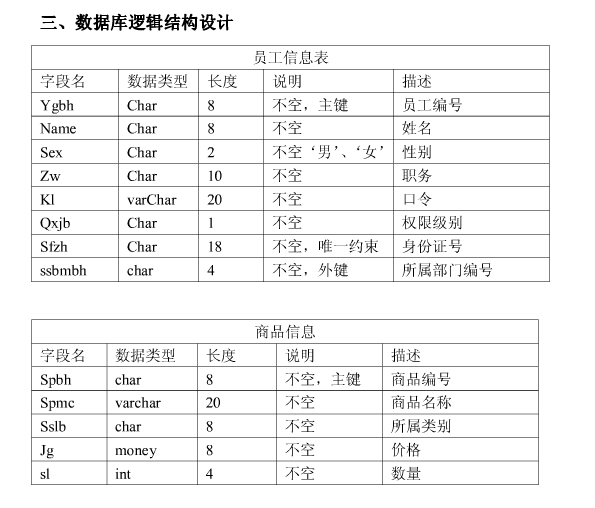 三、数据库逻辑结构设计
员工信息表
字段名 数据类型 长度 说明 描述
Ygbh Char 8 不空，主键 员工编号
Name Char 8 不空 姓名
Sex Char 2 不空‘男’、‘女’ 性别
Zw Char 10 不空 职务
Kl varChar 20 不空 口令
Qxjb Char 1 不空 权限级别
Sfzh Char 18 不空，唯一约束 身份证号
ssbmbh char 4 不空，外键 所属部门编号
商品信息
字段名 数据类型 长度 说明 描述
Spbh char 8 不空，主键 商品编号
Spmc varchar 20 不空 商品名称
Sslb char 8 不空 所属类别
Jg money 8 不空 价格
sl int 4 不空 数量